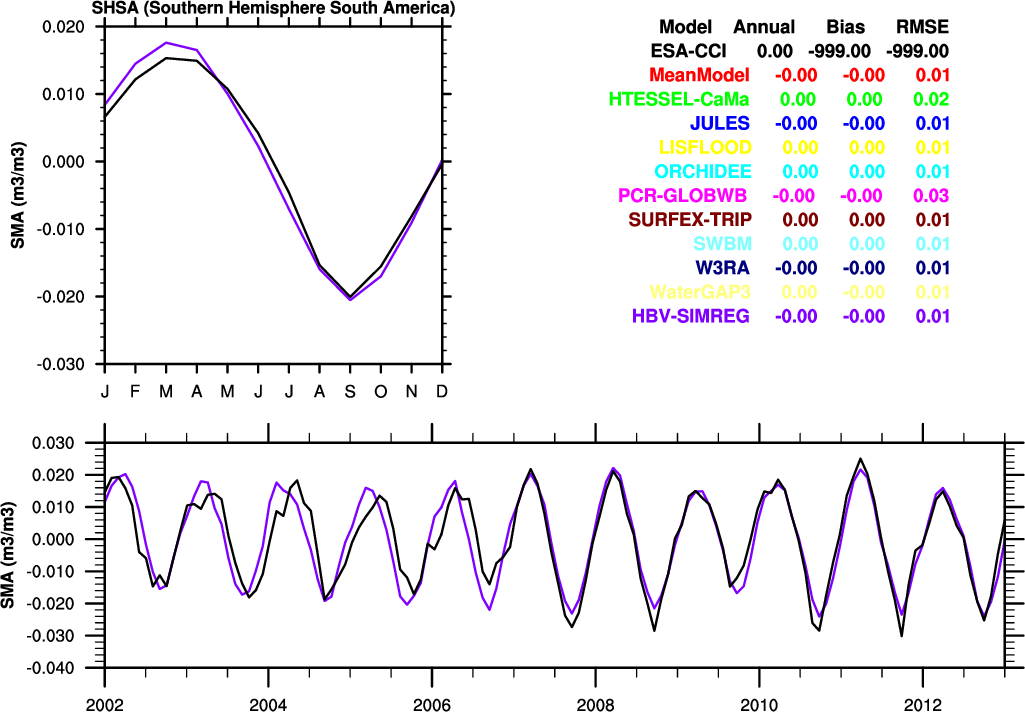 SHSA (Southern Hemisphere South America)
0.020
0.010
0.000
-0.010
-0.020
-0.030
SMA (m3/m3)
J F M A M J J A S O N D
Model Annual Bias RMSE
ESA-CCI 0.00 -999.00 -999.00
MeanModel -0.00 -0.00 0.01
HTESSEL-CaMa 0.00 0.00 0.02
JULES -0.00 -0.00 0.01
LISFLOOD 0.00 0.00 0.01
ORCHIDEE 0.00 0.00 0.01
PCR-GLOBWB -0.00 -0.00 0.03
SURFEX-TRIP 0.00 0.00 0.01
SWBM 0.00 0.00 0.01
W3RA -0.00 -0.00 0.01
WaterGAP3 0.00 -0.00 0.01
HBV-SIMREG -0.00 -0.00 0.01
0.030
0.020
0.010
0.000
-0.010
-0.020
-0.030
-0.040
SMA (m3/m3)
2002 2004 2006 2008 2010 2012